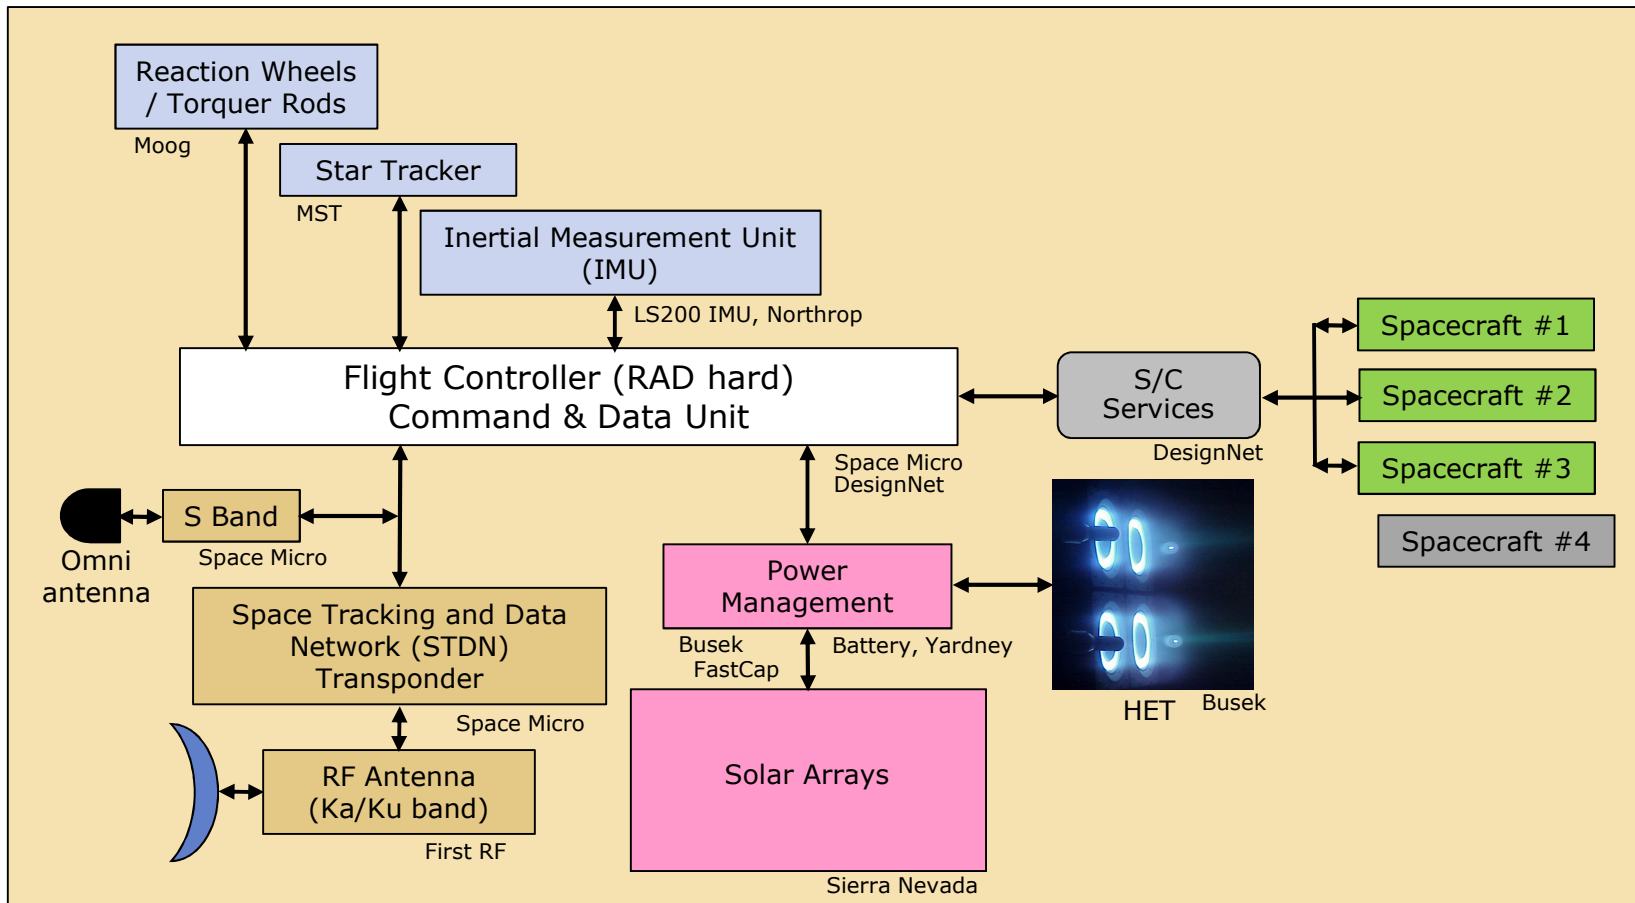 Reaction Wheels
/ Torquer Rods
Moog
Star Tracker
MST
Inertial Measurement Unit
(IMU)
LS200 IMU, Northrop
Flight Controller (RAD hard)
Command & Data Unit
Space Micro
DesignNet
S/C
Services
DesignNet
Spacecraft #1
Spacecraft #2
Spacecraft #3
Spacecraft #4
Omni
antenna
S Band
Space Micro
Space Tracking and Data
Network (STDN)
Transponder
Space Micro
RF Antenna
(Ka/Ku band)
First RF
Power
Management
Busek
FastCap
Battery, Yardney
HET
Busek
Solar Arrays
Sierra Nevada